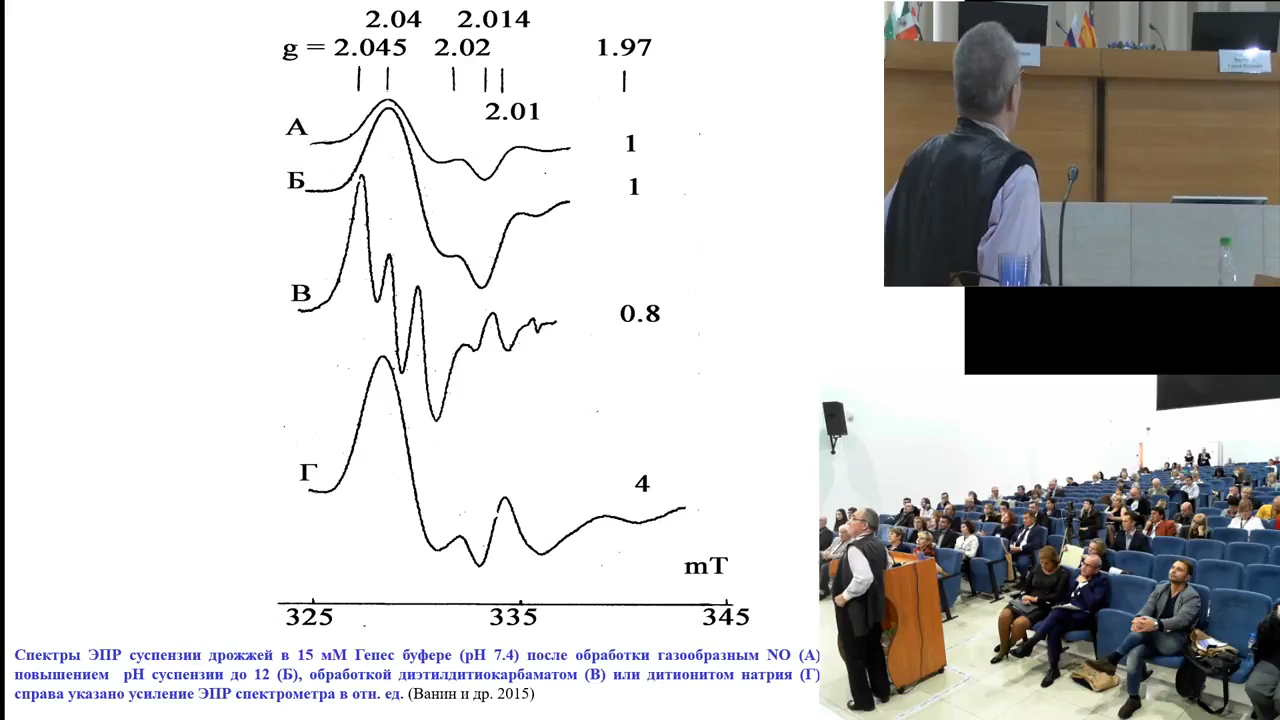 2.04 2.014
g = 2.045 2.02 1.97
2.01
А
1
Б
1
В
0.8
Г
4
mT
325 335 345
Спектры ЭПР суспензии дрожжей в 15 мМ Гепес буфере (рН 7.4) после обработки газообразным NO (А)
повышением рН суспензии до 12 (Б), обработкой диэтилдитиокарбаматом (В) или дитионитом натрия (Г)
справа указано усиление ЭПР спектрометра в отн. ед. (Ванин и др. 2015)